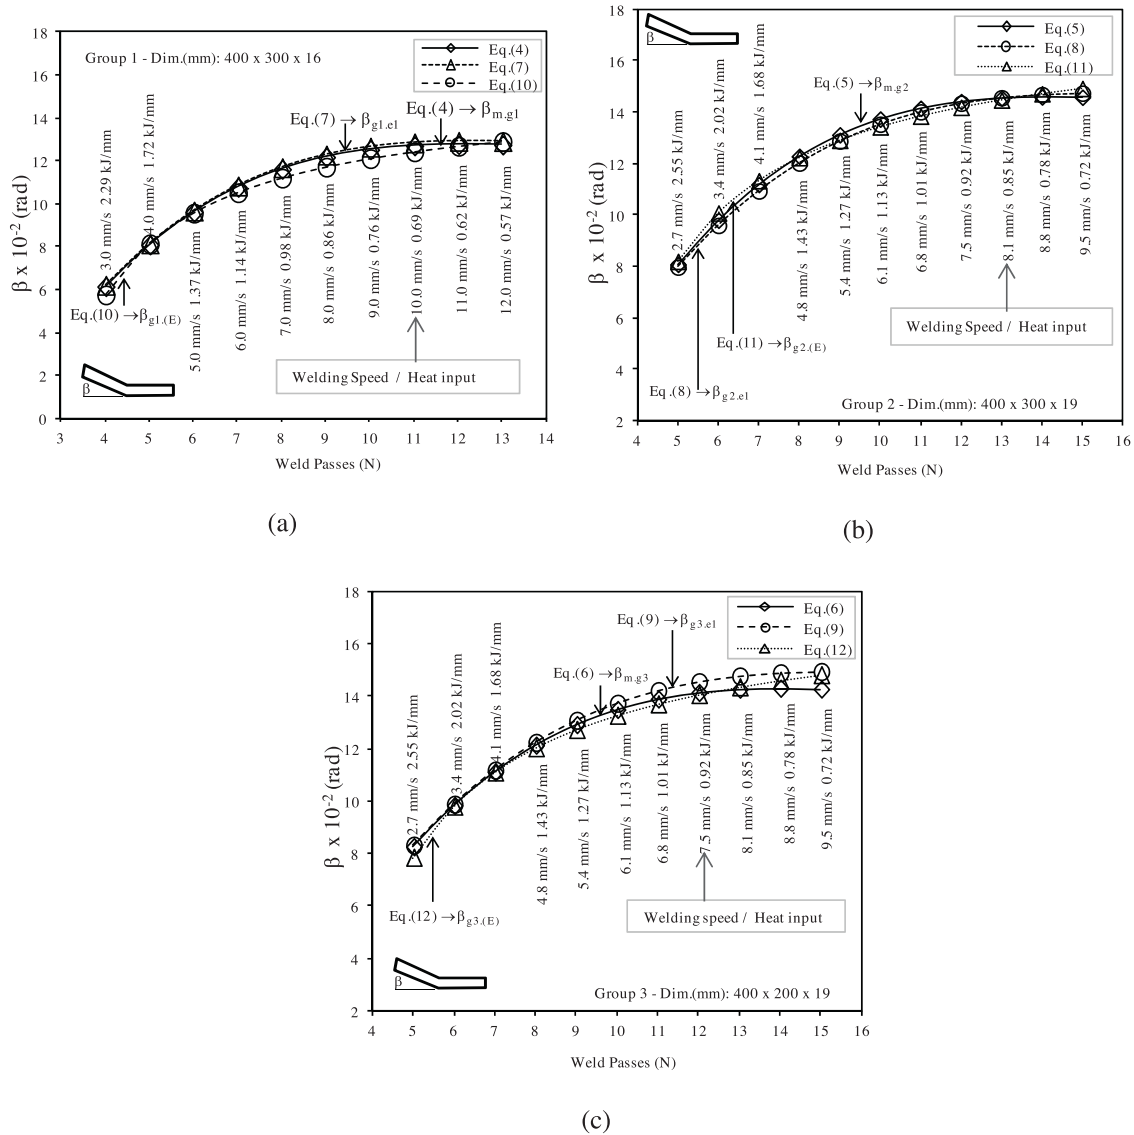 18
16
14
12
10
8
6
4
2
0
β x 10-2 (rad)
Group 1 - Dim.(mm): 400 x 300 x 16
Eq.(4)
Eq.(7)
Eq.(10)
Eq.(7) →βg1.el
Eq.(4) → βm.g1
Eq.(10) →βg1.(E)
3.0 mm/s 2.29 kJ/mm
4.0 mm/s 1.72 kJ/mm
5.0 mm/s 1.37 kJ/mm
6.0 mm/s 1.14 kJ/mm
7.0 mm/s 0.98 kJ/mm
8.0 mm/s 0.86 kJ/mm
9.0 mm/s 0.76 kJ/mm
10.0 mm/s 0.69 kJ/mm
11.0 mm/s 0.62 kJ/mm
12.0 mm/s 0.57 kJ/mm
Welding Speed / Heat input
β
3 4 5 6 7 8 9 10 11 12 13 14
Weld Passes (N)
(a)
18
16
14
12
10
8
6
4
2
β x 10-2 (rad)
β
Eq.(5)
Eq.(8)
Eq.(11)
Eq.(5) →βm.g2
Eq.(11) →βg2.(E)
Eq.(8) →βg2.el
2.7 mm/s 2.55 kJ/mm
3.4 mm/s 2.02 kJ/mm
4.1 mm/s 1.68 kJ/mm
4.8 mm/s 1.43 kJ/mm
5.4 mm/s 1.27 kJ/mm
6.1 mm/s 1.13 kJ/mm
6.8 mm/s 1.01 kJ/mm
7.5 mm/s 0.92 kJ/mm
8.1 mm/s 0.85 kJ/mm
8.8 mm/s 0.78 kJ/mm
9.5 mm/s 0.72 kJ/mm
Welding Speed / Heat input
Group 2 - Dim.(mm): 400 x 300 x 19
4 5 6 7 8 9 10 11 12 13 14 15 16
Weld Passes (N)
(b)
18
16
14
12
10
8
6
4
2
β x 10-2 (rad)
Eq.(6)
Eq.(9)
Eq.(12)
Eq.(9) →βg3.el
Eq.(6) →βm.g3
Eq.(12) →βg3.(E)
2.7 mm/s 2.55 kJ/mm
3.4 mm/s 2.02 kJ/mm
4.1 mm/s 1.68 kJ/mm
4.8 mm/s 1.43 kJ/mm
5.4 mm/s 1.27 kJ/mm
6.1 mm/s 1.13 kJ/mm
6.8 mm/s 1.01 kJ/mm
7.5 mm/s 0.92 kJ/mm
8.1 mm/s 0.85 kJ/mm
8.8 mm/s 0.78 kJ/mm
9.5 mm/s 0.72 kJ/mm
Welding speed / Heat input
β
Group 3 - Dim.(mm): 400 x 200 x 19
4 5 6 7 8 9 10 11 12 13 14 15 16
Weld Passes (N)
(c)